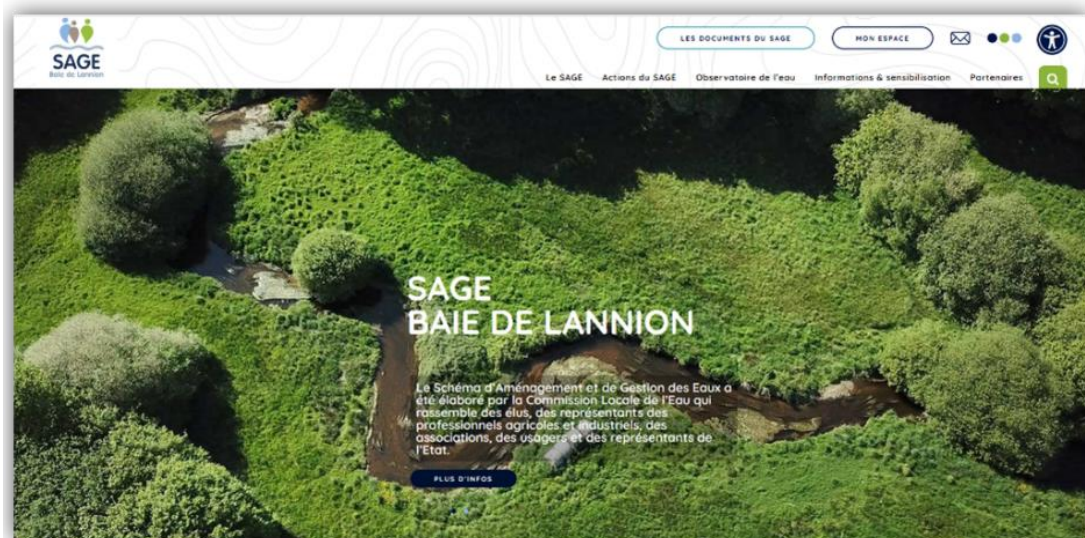 SAGE
Baie de Lannion
LES DOCUMENTS DU SAGE
MON ESPACE
Le SAGE
Actions du SAGE
Observatoire de l'eau
Informations & sensibilisation
Partenaires
SAGE
BAIE DE LANNION
Le Schéma d'Aménagement et de Gestion des Eaux a
été élaboré par la Commission Locale de l'Eau qui
rassemble des élus, des représentants des
professionnels agricoles et industriels, des
associations, des usagers et des représentants de
l'Etat.
PLUS D'INFOS